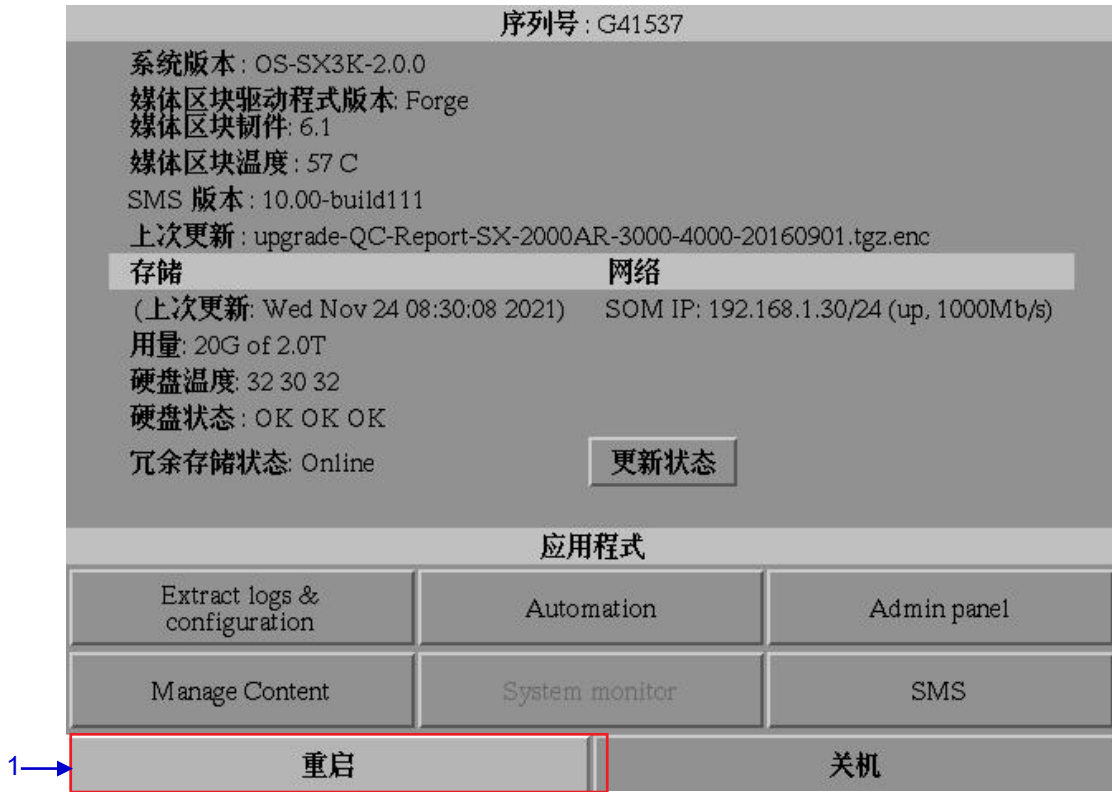 序列号 : G41537
系统版本 : OS-SX3K-2.0.0
媒体区块驱动程式版本: Forge
媒体区块韧件: 6.1
媒体区块温度 : 57 C
SMS 版本 : 10.00-build111
上次更新 : upgrade-QC-Report-SX-2000AR-3000-4000-20160901.tgz.enc
存储 网络
(上次更新: Wed Nov 24 08:30:08 2021) SOM IP: 192.168.1.30/24 (up, 1000Mb/s)
用量: 20G of 2.0T
硬盘温度: 32 30 32
硬盘状态 : OK OK OK
冗余存储状态: Online 更新状态
应用程式
Extract logs &
configuration
Automation
Admin panel
Manage Content
System monitor
SMS
1
重启
关机